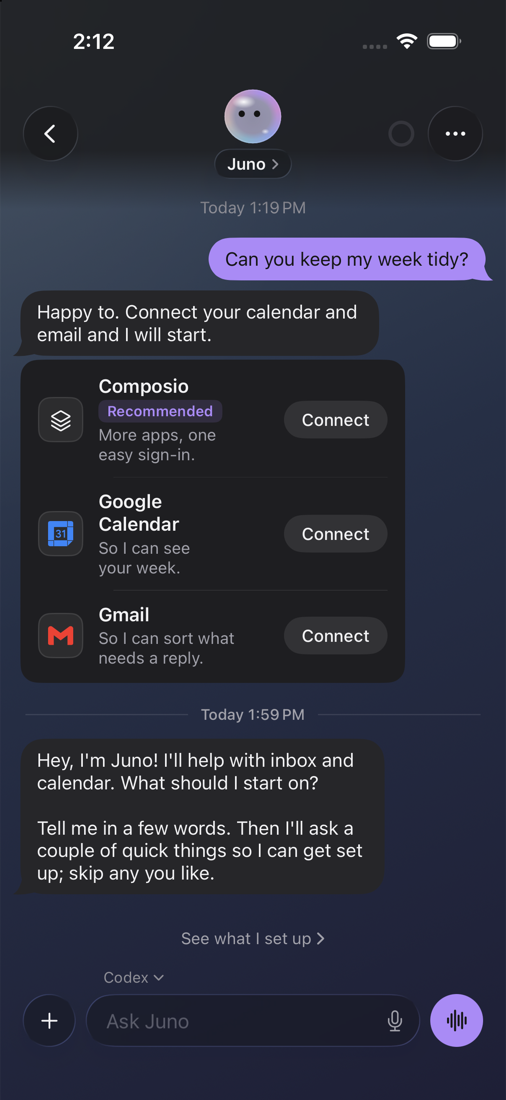 2:12
Juno
Today 1:19 PM
Can you keep my week tidy?
Happy to. Connect your calendar and
email and I will start.
Composio
Recommended
More apps, one
easy sign-in.
Connect
Google
Calendar
So I can see
your week.
Connect
31
Gmail
So I can sort what
needs a reply.
Connect
Today 1:59 PM
Hey, I'm Juno! I'll help with inbox and
calendar. What should I start on?
Tell me in a few words. Then I'll ask a
couple of quick things so I can get set
up; skip any you like.
See what I set up
Codex
Ask Juno